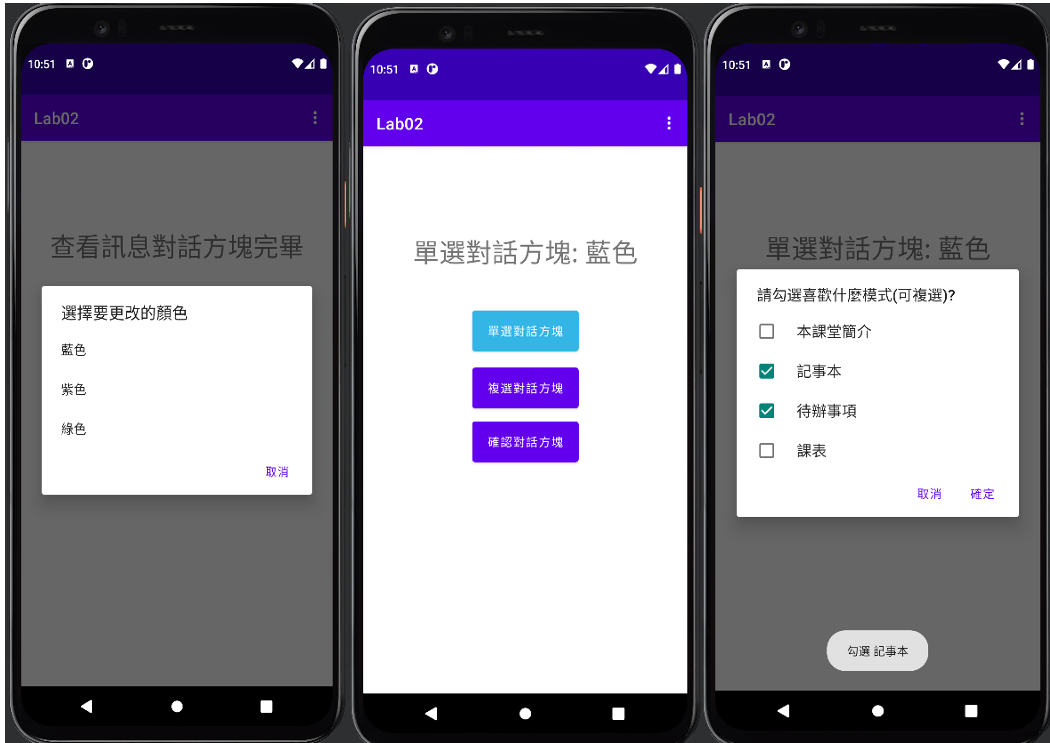 10:51
Lab02
查看訊息對話方塊完畢
選擇要更改的顏色
藍色
紫色
綠色
取消
10:51
Lab02
單選對話方塊: 藍色
單選對話方塊
複選對話方塊
確認對話方塊
10:51
Lab02
單選對話方塊: 藍色
請勾選喜歡什麼模式(可複選)?
本課堂簡介
記事本
待辦事項
課表
取消 確定
勾選 記事本